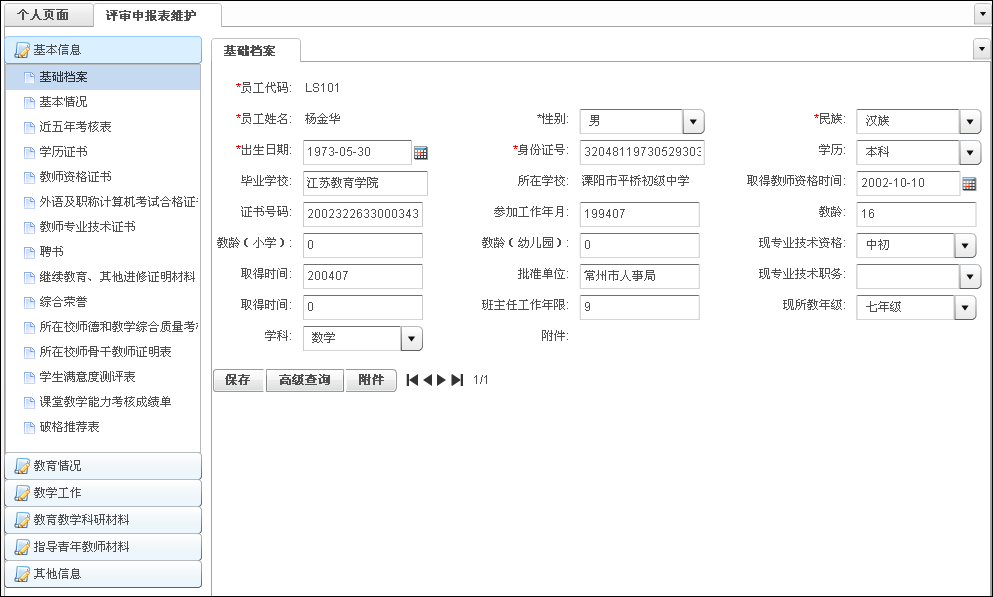 个人页面 评审申报表维护
基本信息
基础档案
基本情况
近五年考核表
学历证书
教师资格证书
外语及职称计算机考试合格证
教师专业技术证书
聘书
继续教育、其他进修证明材料
综合荣誉
所在校师德和教学综合质量考
所在校师骨干教师证明表
学生满意度测评表
课堂教学能力考核成绩单
破格推荐表
教育情况
教学工作
教育教学科研材料
指导青年教师材料
其他信息
基础档案
*员工代码: LS101
*员工姓名: 杨金华 *性别: 男 *民族: 汉族
*出生日期: 1973-05-30 *身份证号: 32048119730529303 学历: 本科
毕业学校: 江苏教育学院 所在学校: 溧阳市平桥初级中学 取得教师资格时间: 2002-10-10
证书号码: 2002322633000343 参加工作年月: 199407 教龄: 16
教龄(小学): 0 教龄(幼儿园): 0 现专业技术资格: 中初
取得时间: 200407 批准单位: 常州市人事局 现专业技术职务:
取得时间: 0 班主任工作年限: 9 现所教年级: 七年级
学科: 数学 附件:
保存 高级查询 附件 1/1